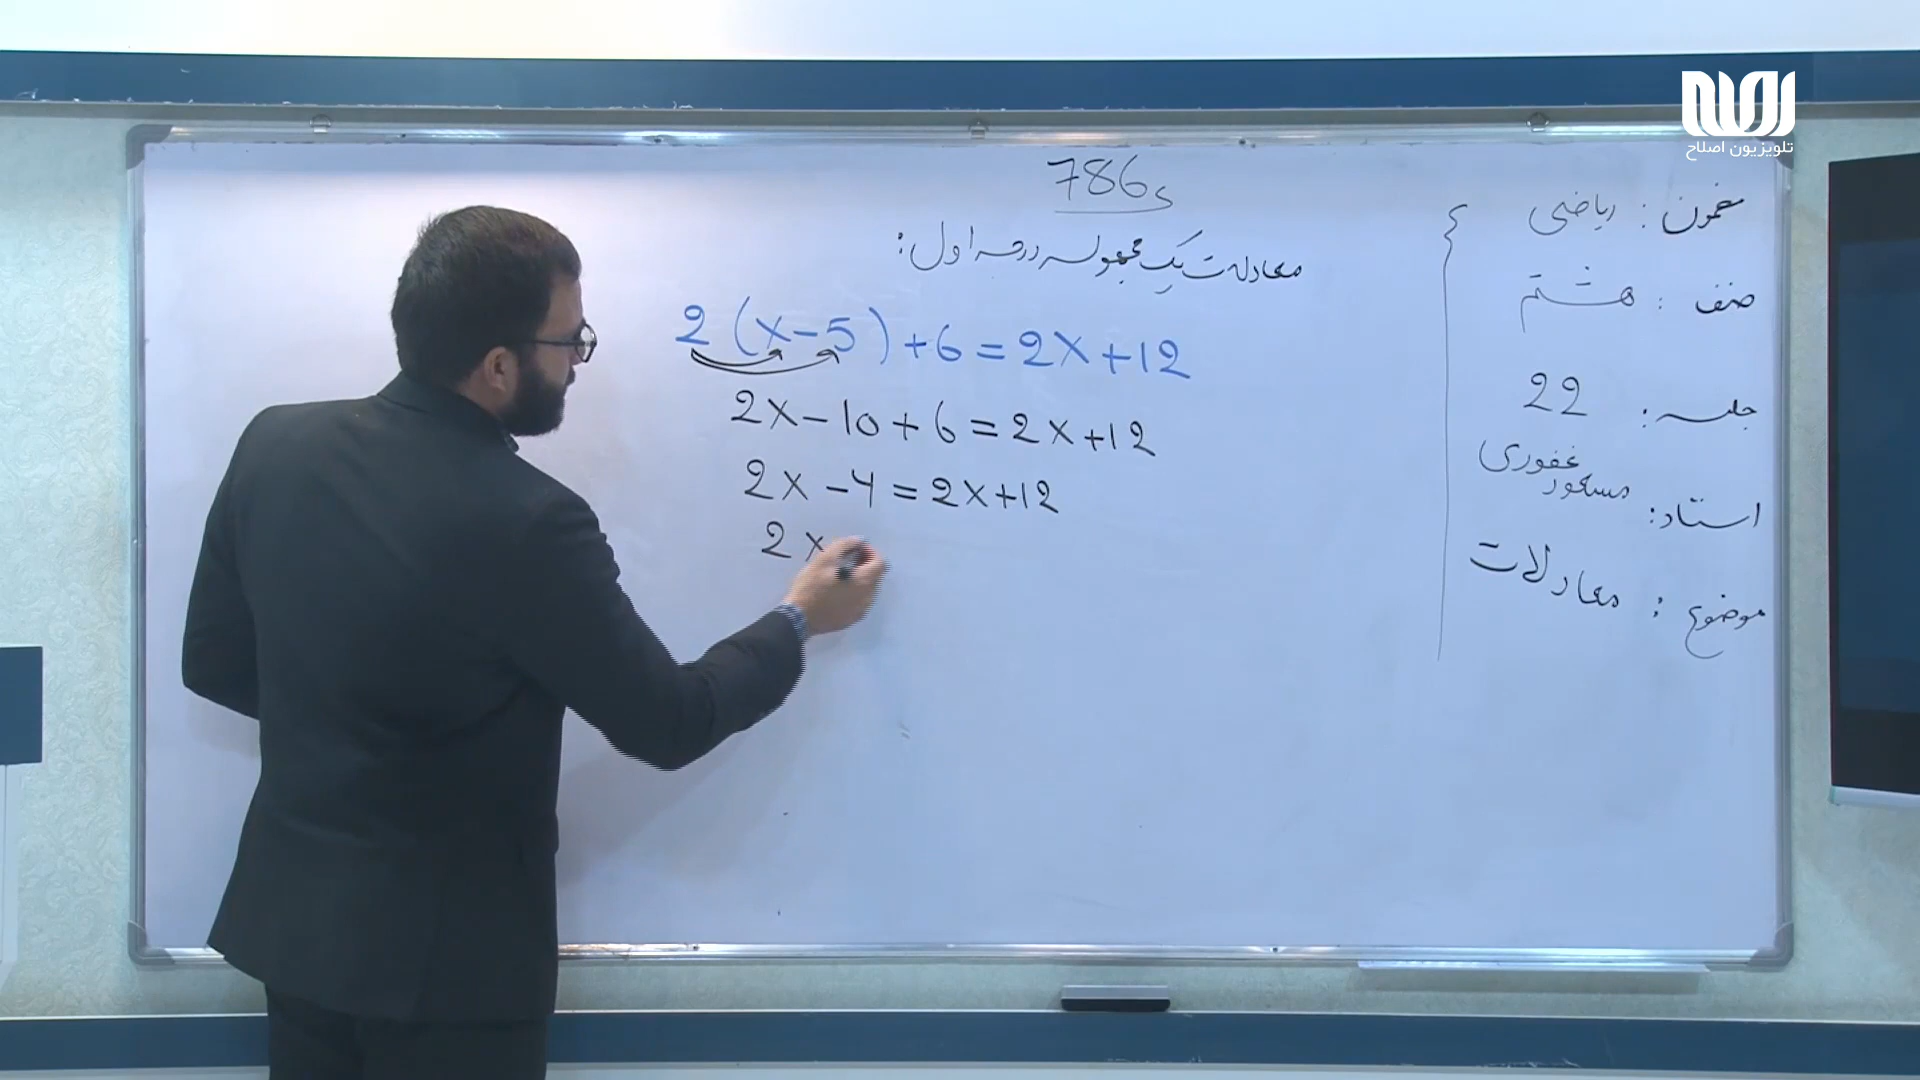 تلویزیون اصلاح
786
معادلات یک مجهوله درجه اول:
2(x-5)+6=2x+12
2x-10+6=2x+12
2x-4=2x+12
2x
مضمون: ریاضی
صنف: هشتم
جلسه: 22
استاد: مسعود غفوری
موضوع: معادلات